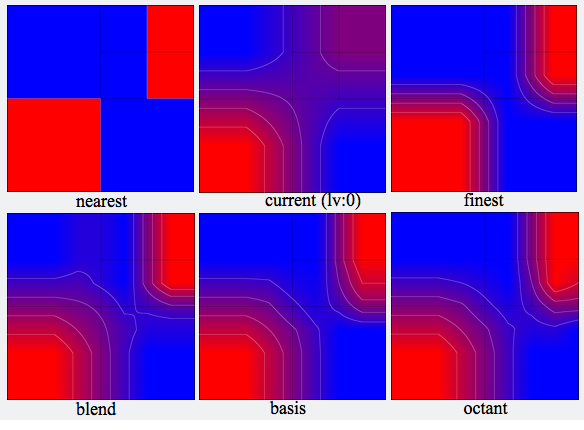 nearest
current (lv:0)
finest
blend
basis
octant